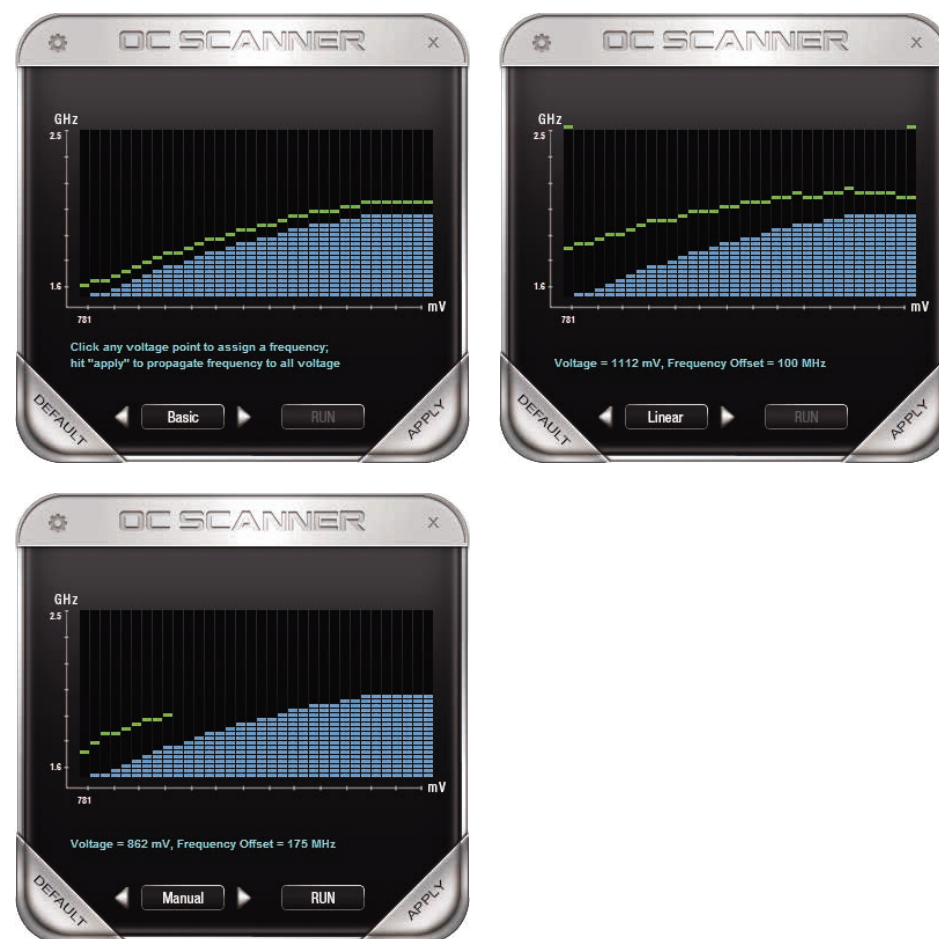 OC SCANNER
X
GHz
2.5
1.6
781
mV
Click any voltage point to assign a frequency;
hit "apply" to propagate frequency to all voltage
DEFAULT
Basic
RUN
APPLY
OC SCANNER
X
GHz
2.5
1.6
781
mV
Voltage = 1112 mV, Frequency Offset = 100 MHz
DEFAULT
Linear
RUN
APPLY
OC SCANNER
X
GHz
2.5
1.6
781
mV
Voltage = 862 mV, Frequency Offset = 175 MHz
DEFAULT
Manual
RUN
APPLY